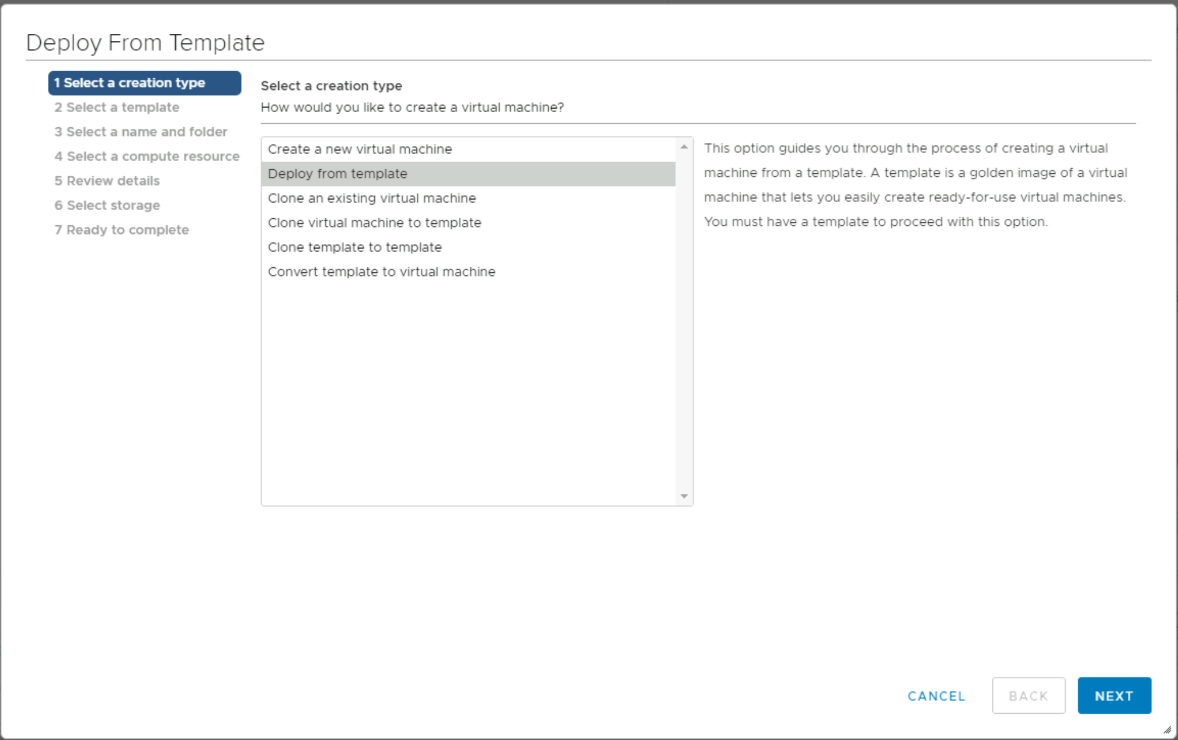 Deploy From Template
1 Select a creation type
2 Select a template
3 Select a name and folder
4 Select a compute resource
5 Review details
6 Select storage
7 Ready to complete
Select a creation type
How would you like to create a virtual machine?
Create a new virtual machine
Deploy from template
Clone an existing virtual machine
Clone virtual machine to template
Clone template to template
Convert template to virtual machine
This option guides you through the process of creating a virtual
machine from a template. A template is a golden image of a virtual
machine that lets you easily create ready-for-use virtual machines.
You must have a template to proceed with this option.
CANCEL
BACK
NEXT